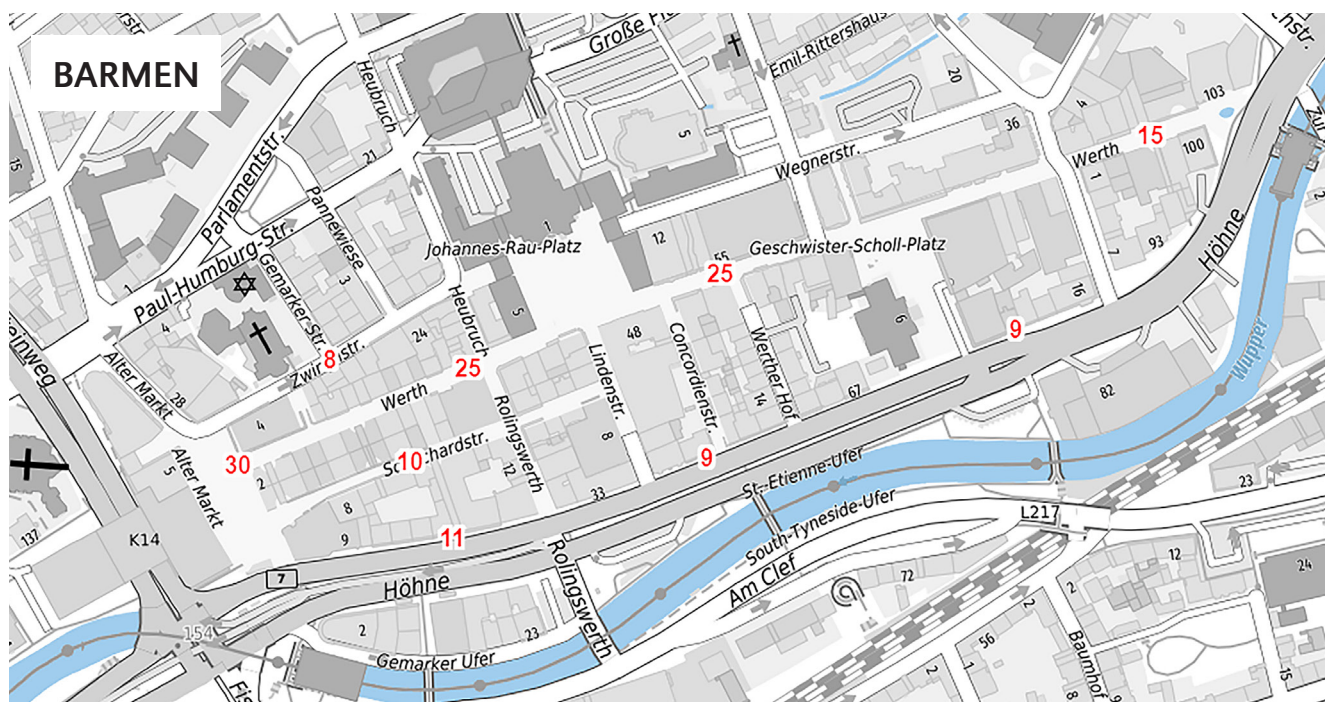 BARMEN
Große
Emil-Rittershaus
Heubruch
20
4
103
15
Zur
36
5
Werth
15
100
21
Parlamentstr.
Wegnerstr.
1
2
Pannewiese
1
Johannes-Rau-Platz
12
Geschwister-Scholl-Platz
93
7
Höhne
55
25
Paul-Humburg-Str.
Gemarker-Str.
3
1
4
Heubruch
5
16
9
6
24
48
Concordienstr.
Werther Hof
Wupper
8
25
Alter Markt
28
Lindenstr.
67
14
82
Werth
4
Rolingswerth
8
9
30
10
2
12
5
Alter Markt
St.-Etienne-Ufer
23
33
8
South-Tyneside-Ufer
L217
137
K14
9
11
12
24
7
Höhne
Rolingswerth
Am Clef
72
2
154
2
23
56
2
Baumhof
Gemarker Ufer
2
1
8
9
15